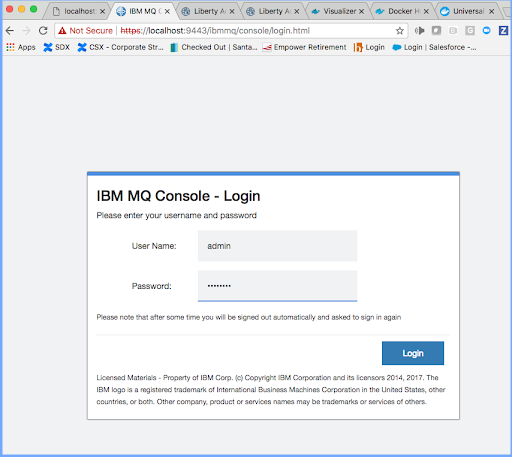 localhost:
IBM MQ C
Liberty A
Liberty A
Visualizer
Docker H
Universal
Not Secure
https://localhost:9443/ibmmq/console/login.html
Apps
SDX
CSX - Corporate Str...
Checked Out | Santa...
Empower Retirement
Login
Login | Salesforce -...
IBM MQ Console - Login
Please enter your username and password
User Name:
admin
Password:
••••••••
Please note that after some time you will be signed out automatically and asked to sign in again
Login
Licensed Materials - Property of IBM Corp. (c) Copyright IBM Corporation and its licensors 2014, 2017. The
IBM logo is a registered trademark of International Business Machines Corporation in the United States, other
countries, or both. Other company, product or services names may be trademarks or services of others.